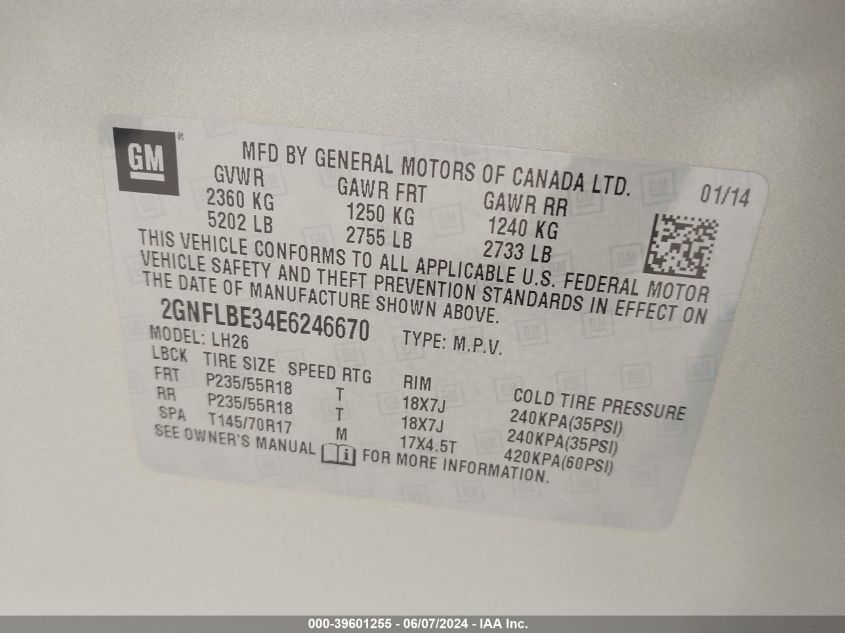 GM ® MFD BY GENERAL MOTORS OF CANADA LTD. 01/14
GVWR GAWR FRT GAWR RR
2360 KG 1250 KG 1240 KG
5202 LB 2755 LB 2733 LB
THIS VEHICLE CONFORMS TO ALL APPLICABLE U.S. FEDERAL MOTOR
VEHICLE SAFETY AND THEFT PREVENTION STANDARDS IN EFFECT ON
THE DATE OF MANUFACTURE SHOWN ABOVE.
2GNFLBE34E6246670 TYPE: M.P.V.
MODEL: LH26
LBCK TIRE SIZE SPEED RTG RIM COLD TIRE PRESSURE
FRT P235/55R18 T 18X7J 240KPA(35PSI)
RR P235/55R18 T 18X7J 240KPA(35PSI)
SPA T145/70R17 M 17X4.5T 420KPA(60PSI)
SEE OWNER'S MANUAL i FOR MORE INFORMATION.
000-39601255 - 06/07/2024 - IAA Inc.